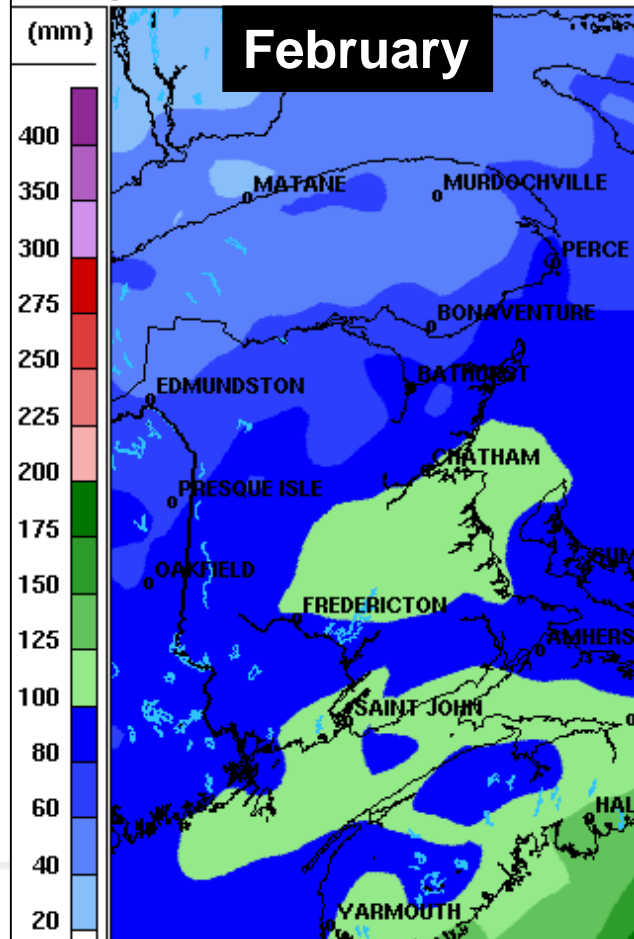 (mm)
February
400
350
300
275
250
225
200
175
150
125
100
80
60
40
20
MATANE
MURDOCHVILLE
PERCE
BONAVENTURE
BATHURST
EDMUNDSTON
CHATHAM
PRESQUE ISLE
OAKFIELD
SUM
FREDERICTON
AMHERS
SAINT JOHN
HAL
YARMOUTH